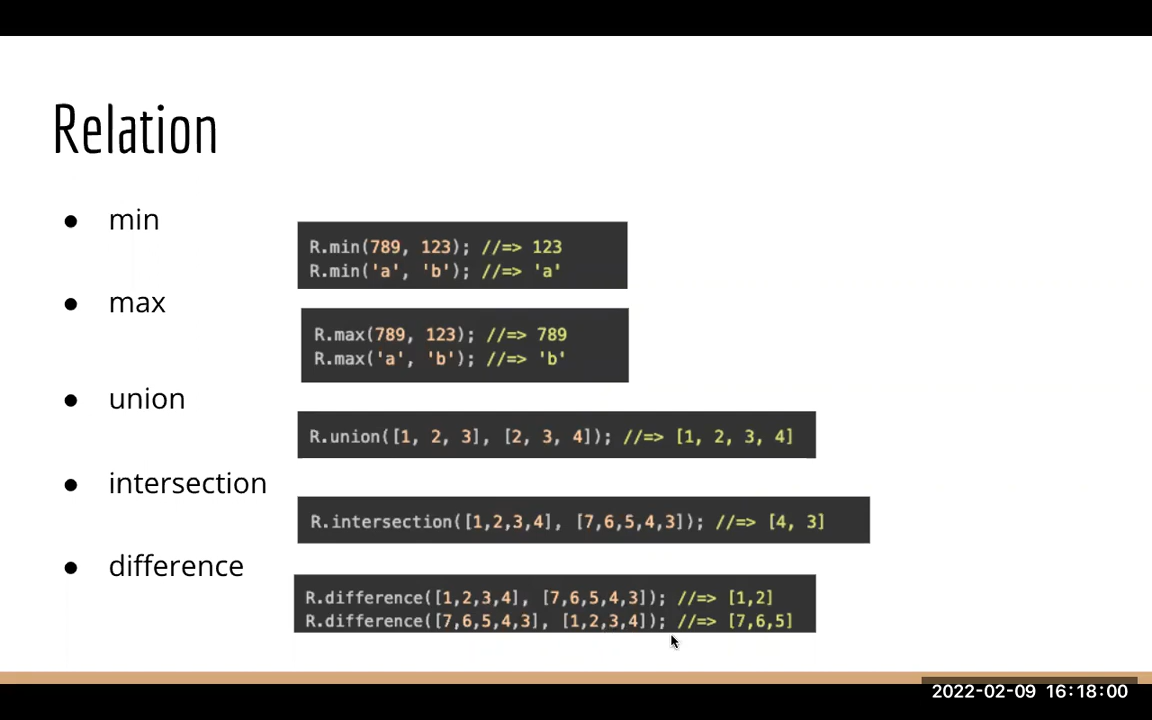 Relation
● min
R.min(789, 123); //=> 123
R.min('a', 'b'); //=> 'a'
● max
R.max(789, 123); //=> 789
R.max('a', 'b'); //=> 'b'
● union
R.union([1, 2, 3], [2, 3, 4]); //=> [1, 2, 3, 4]
● intersection
R.intersection([1,2,3,4], [7,6,5,4,3]); //=> [4, 3]
● difference
R.difference([1,2,3,4], [7,6,5,4,3]); //=> [1,2]
R.difference([7,6,5,4,3], [1,2,3,4]); //=> [7,6,5]
2022-02-09 16:18:00